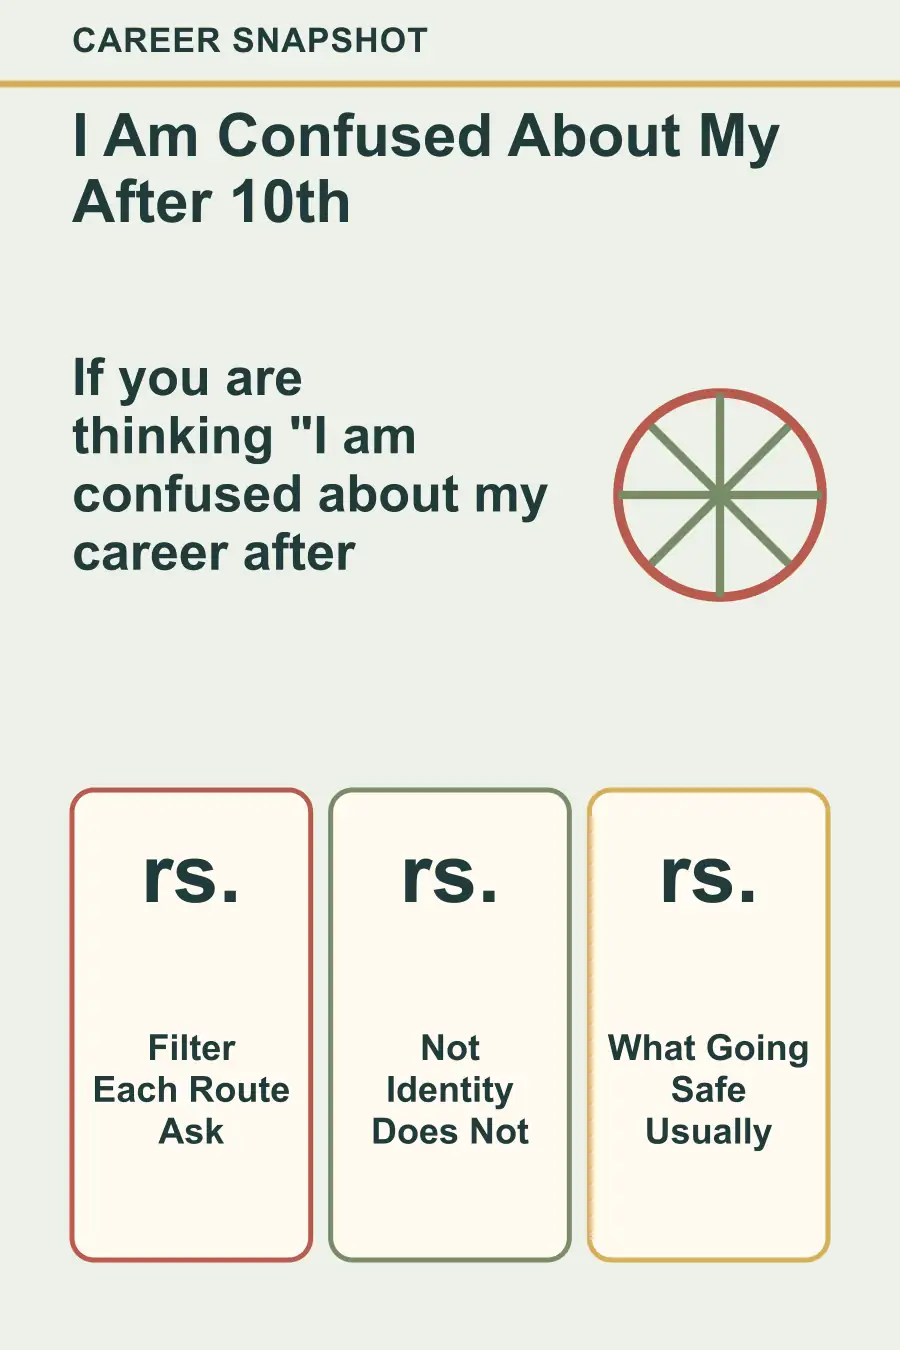 CAREER SNAPSHOT
I Am Confused About My
After 10th
If you are
thinking "I am
confused about my
career after
rs.
Filter
Each Route
Ask
rs.
Not
Identity
Does Not
rs.
What Going
Safe
Usually